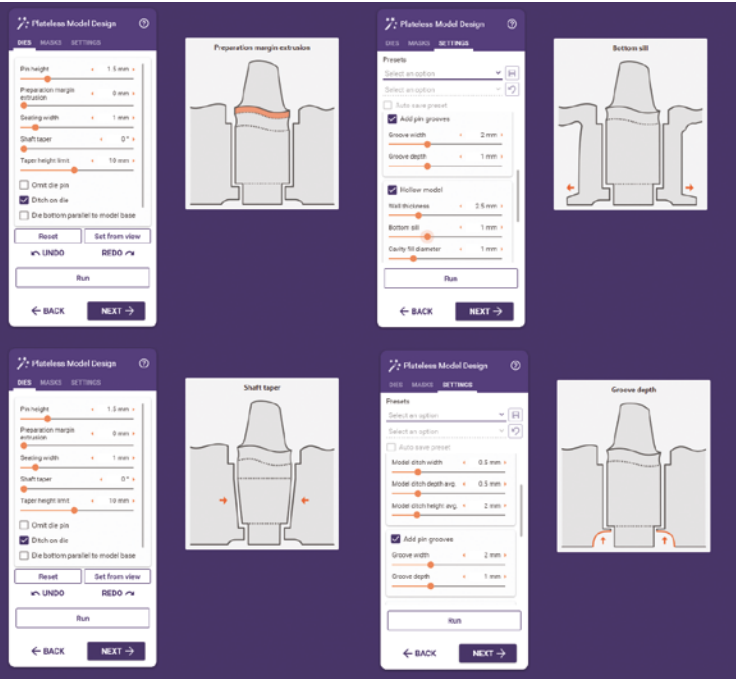 Plateless Model Design
DIES MASKS SETTINGS
Pin height 1.5 mm
Preparation margin
extrusion 0 mm
Seating width 1 mm
Shaft taper 0°
Taper height limit 10 mm
Omit die pin
Ditch on die
Die bottom parallel to model base
Reset Set from view
UNDO REDO
Run
BACK NEXT
Preparation margin extrusion
Plateless Model Design
DIES MASKS SETTINGS
Presets
Select an option
Select an option
Auto save preset
Add pin grooves
Groove width 2 mm
Groove depth 1 mm
Hollow model
Wall thickness 2.5 mm
Bottom sill 1 mm
Cavity fill diameter 1 mm
Run
BACK NEXT
Bottom sill
Plateless Model Design
DIES MASKS SETTINGS
Pin height 1.5 mm
Preparation margin
extrusion 0 mm
Seating width 1 mm
Shaft taper 0°
Taper height limit 10 mm
Omit die pin
Ditch on die
Die bottom parallel to model base
Reset Set from view
UNDO REDO
Run
BACK NEXT
Shaft taper
Plateless Model Design
DIES MASKS SETTINGS
Presets
Select an option
Select an option
Auto save preset
Model ditch width 0.5 mm
Model ditch depth avg. 0.5 mm
Model ditch height avg. 2 mm
Add pin grooves
Groove width 2 mm
Groove depth 1 mm
Run
BACK NEXT
Groove depth